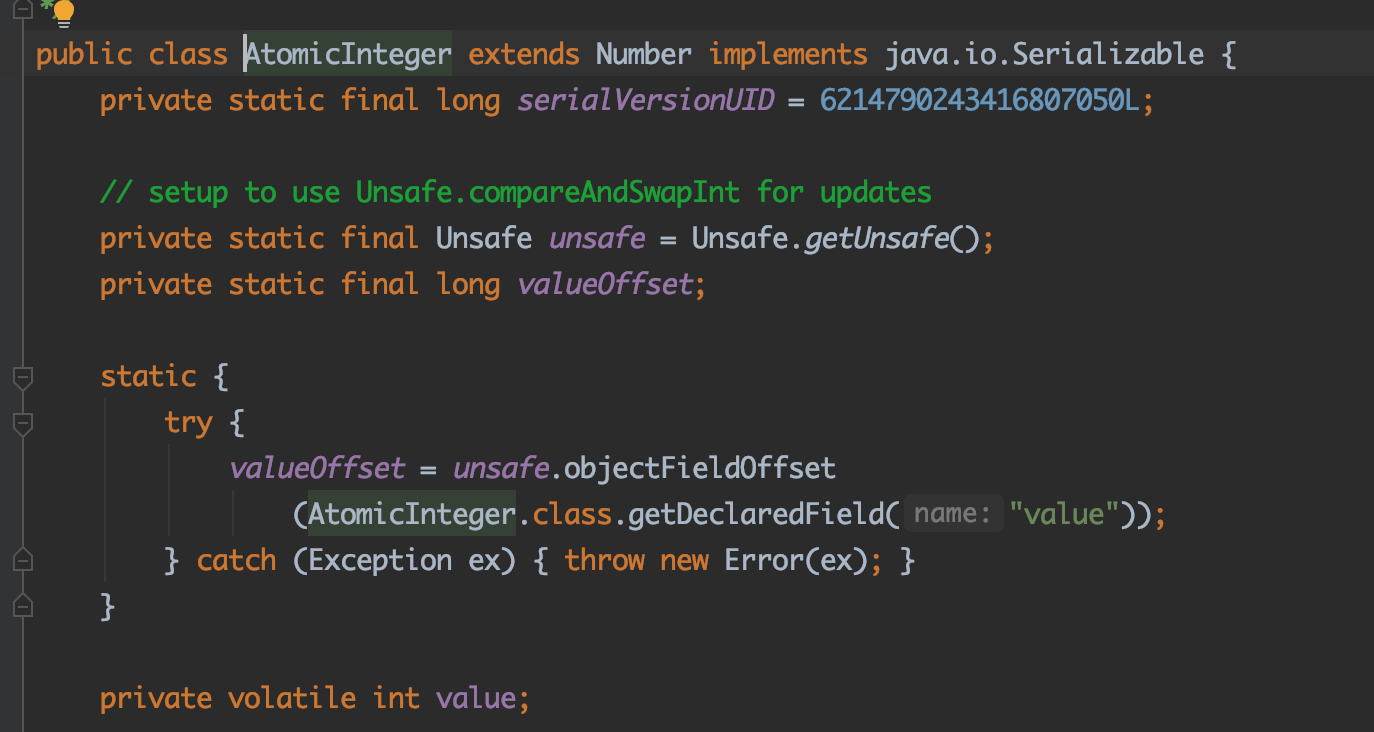 public class AtomicInteger extends Number implements java.io.Serializable {
private static final long serialVersionUID = 6214790243416807050L;
// setup to use Unsafe.compareAndSwapInt for updates
private static final Unsafe unsafe = Unsafe.getUnsafe();
private static final long valueOffset;
static {
try {
valueOffset = unsafe.objectFieldOffset
(AtomicInteger.class.getDeclaredField( name: "value"));
} catch (Exception ex) { throw new Error(ex); }
}
private volatile int value;